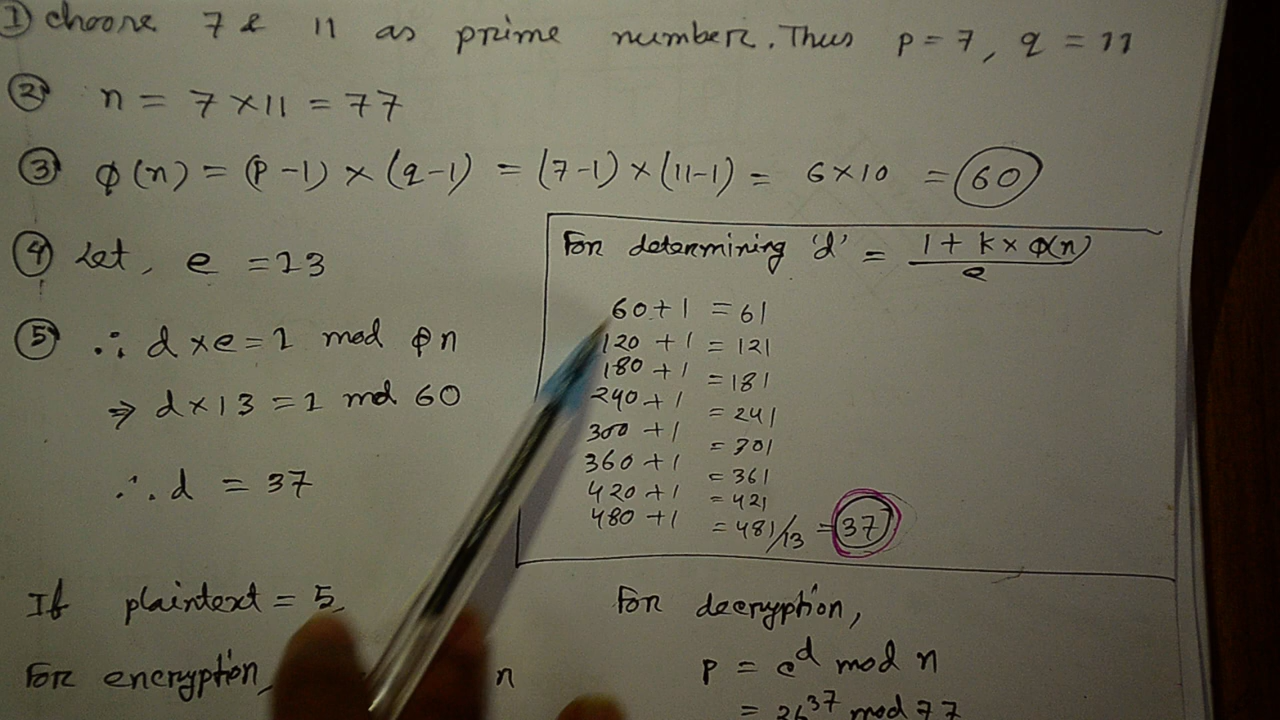 ① choose 7 & 11 as prime number. Thus p = 7, q = 11
② n = 7 × 11 = 77
③ φ(n) = (p-1) × (q-1) = (7-1) × (11-1) = 6 × 10 = 60
④ Let, e = 13
⑤ ∴ d × e = 1 mod φn
⇒ d × 13 = 1 mod 60
∴ d = 37
For determining 'd' = (1 + k × φ(n)) / e
60 + 1 = 61
120 + 1 = 121
180 + 1 = 181
240 + 1 = 241
300 + 1 = 301
360 + 1 = 361
420 + 1 = 421
480 + 1 = 481/13 = 37
If plaintext = 5,
For encryption, n
For decryption,
p = c^d mod n
= 26^37 mod 77